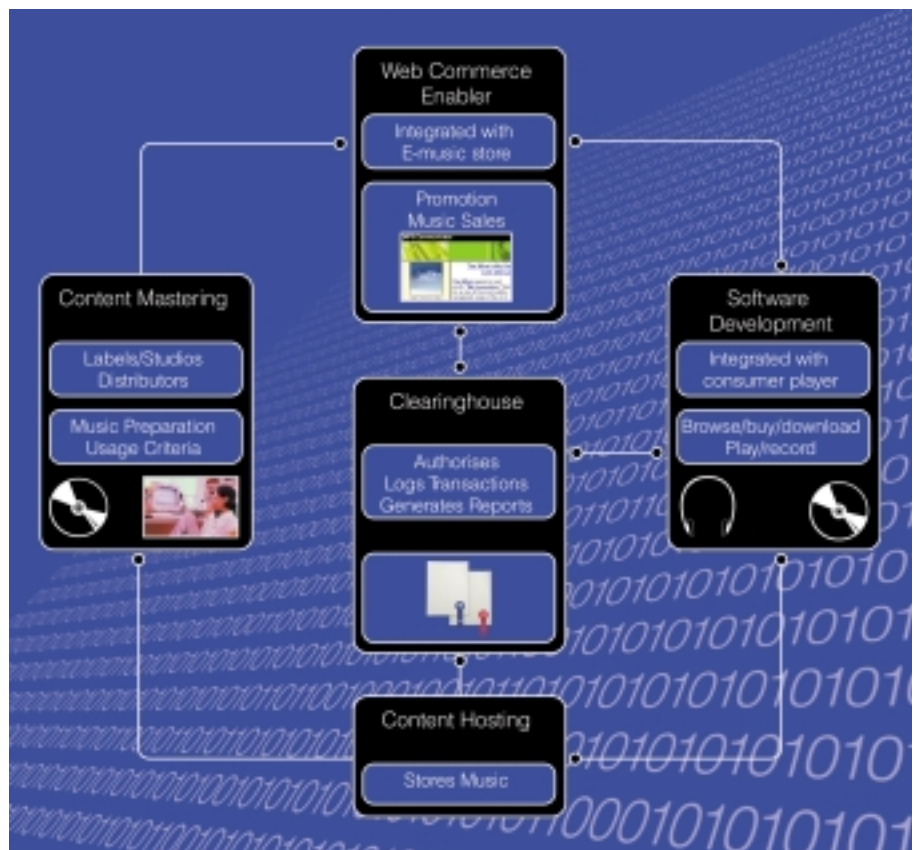 Web Commerce
Enabler
Integrated with
E-music store
Promotion
Music Sales
Content Mastering
Labels/Studios
Distributors
Music Preparation
Usage Criteria
Clearinghouse
Authorises
Logs Transactions
Generates Reports
Software
Development
Integrated with
consumer player
Browse/buy/download
Play/record
Content Hosting
Stores Music